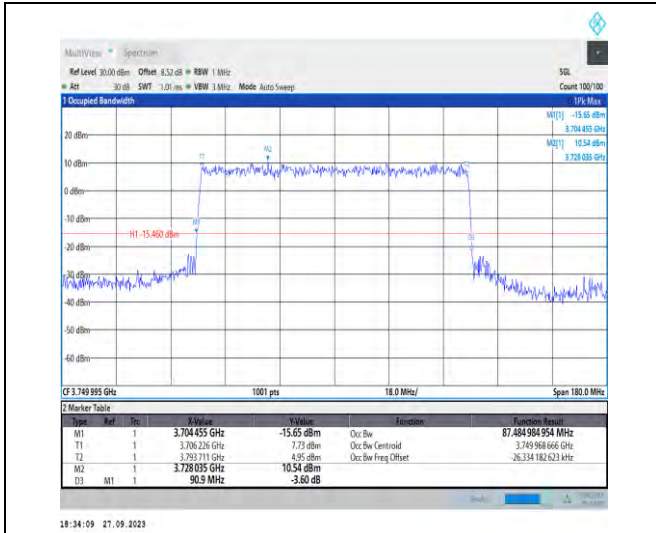 MultiView Spectrum
Ref Level 30.00 dBm Offset 8.52 dB RBW 1 MHz SGL
Att 30 dB SWT 1.01 ms VBW 3 MHz Mode Auto Sweep Count 100/100
1 Occupied Bandwidth 1Pk Max
M1[1] -15.65 dBm
3.704 455 GHz
M2[1] 10.54 dBm
3.728 035 GHz
20 dBm
M2
T1
10 dBm
0 dBm
-10 dBm
M1
H1 -15.460 dBm
D3
-20 dBm
-30 dBm
-40 dBm
-50 dBm
-60 dBm
CF 3.749 995 GHz 1001 pts 18.0 MHz/ Span 180.0 MHz
2 Marker Table
Type Ref Trc X-Value Y-Value Function Function Result
M1 1 3.704 455 GHz -15.65 dBm Occ Bw 87.484 984 954 MHz
T1 1 3.706 226 GHz 7.73 dBm Occ Bw Centroid 3.749 968 666 GHz
T2 1 3.793 711 GHz 4.95 dBm Occ Bw Freq Offset -26.334 182 623 kHz
M2 1 3.728 035 GHz 10.54 dBm
D3 M1 1 90.9 MHz -3.60 dB
18:34:09 27.09.2023